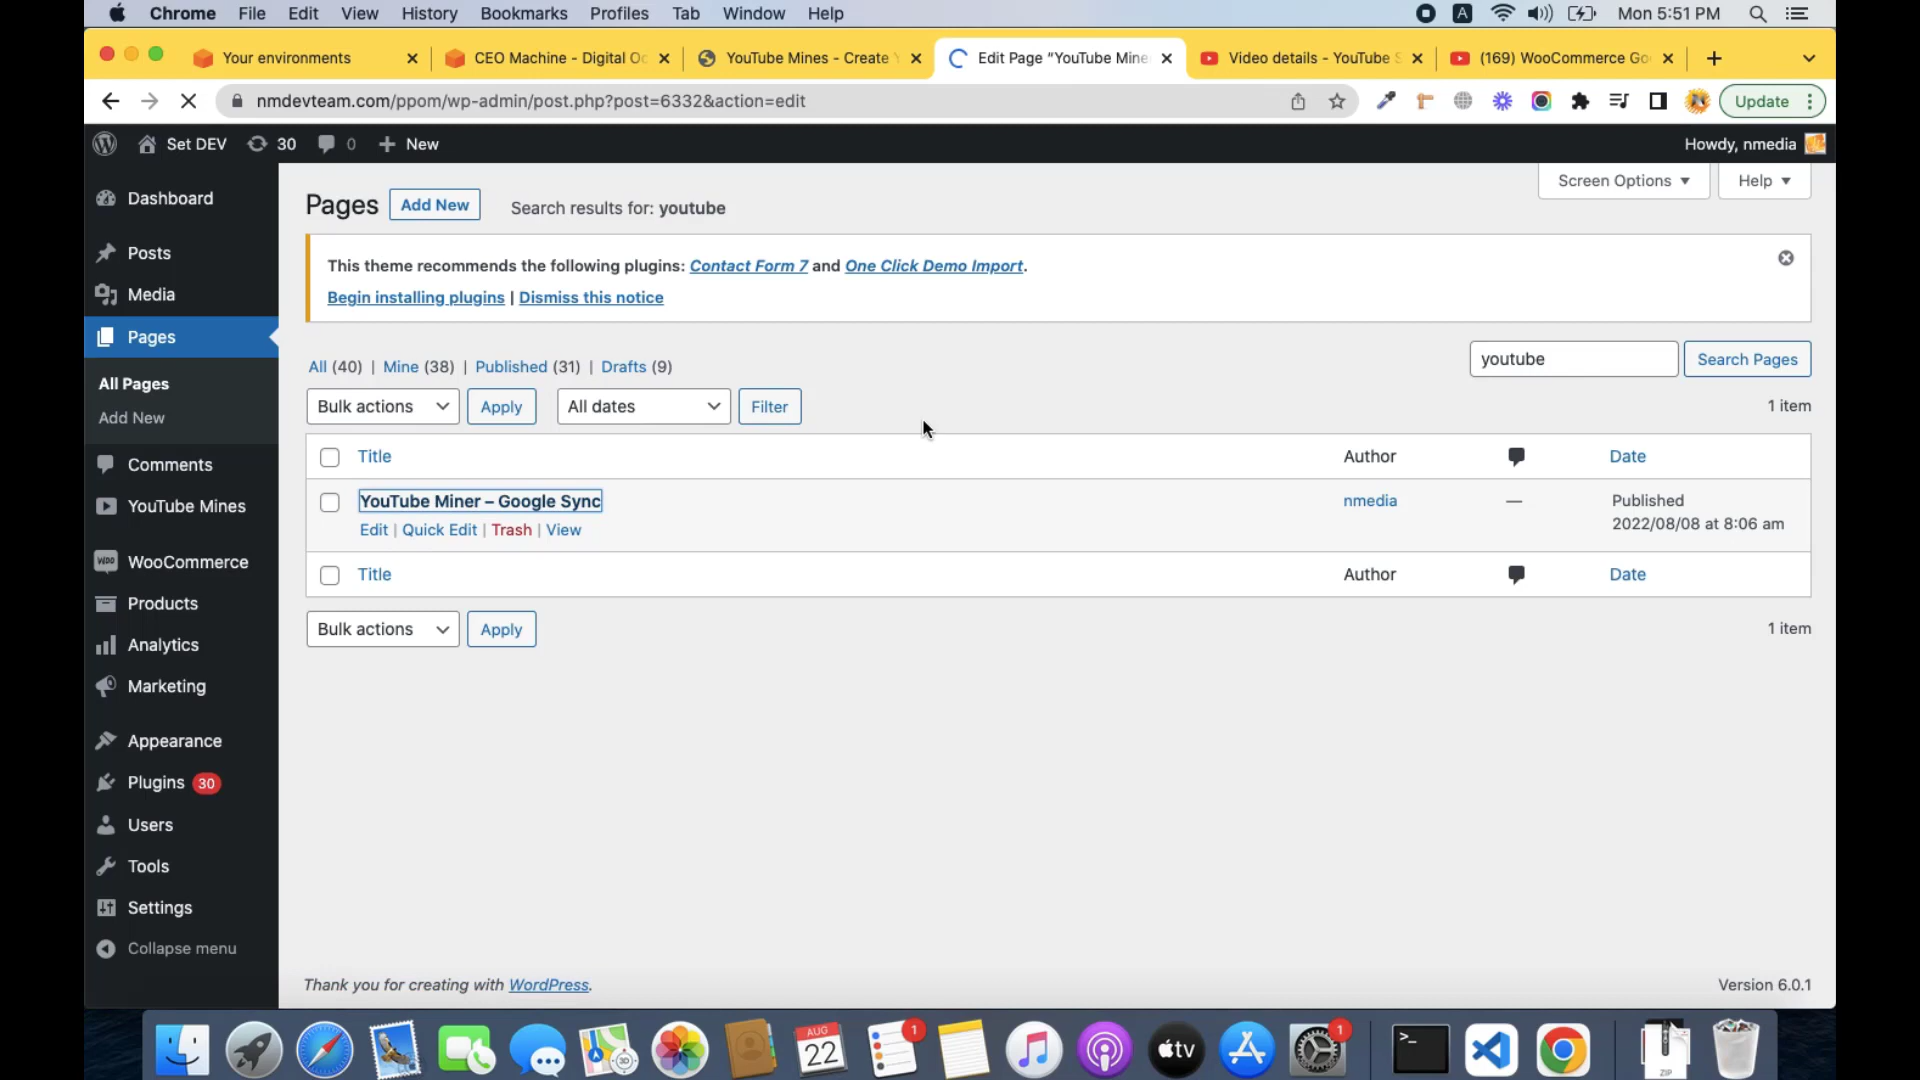 Chrome File Edit View History Bookmarks Profiles Tab Window Help
A Mon 5:51 PM
Your environments
CEO Machine - Digital Oc
YouTube Mines - Create
Edit Page "YouTube Mine
Video details - YouTube S
(169) WooCommerce Go
nmdevteam.com/ppom/wp-admin/post.php?post=6332&action=edit
Update
Set DEV 30 0 New
Howdy, nmedia
Screen Options Help
Dashboard
Posts
Media
Pages
All Pages
Add New
Comments
YouTube Mines
WooCommerce
Products
Analytics
Marketing
Appearance
Plugins 30
Users
Tools
Settings
Collapse menu
Pages Add New Search results for: youtube
This theme recommends the following plugins: Contact Form 7 and One Click Demo Import.
Begin installing plugins | Dismiss this notice
All (40) | Mine (38) | Published (31) | Drafts (9)
youtube Search Pages
Bulk actions Apply All dates Filter
1 item
Title Author Date
YouTube Miner – Google Sync nmedia — Published
2022/08/08 at 8:06 am
Edit | Quick Edit | Trash | View
Title Author Date
Bulk actions Apply
1 item
Thank you for creating with WordPress.
Version 6.0.1
AUG
22
1
tv
1
>_
ZIP